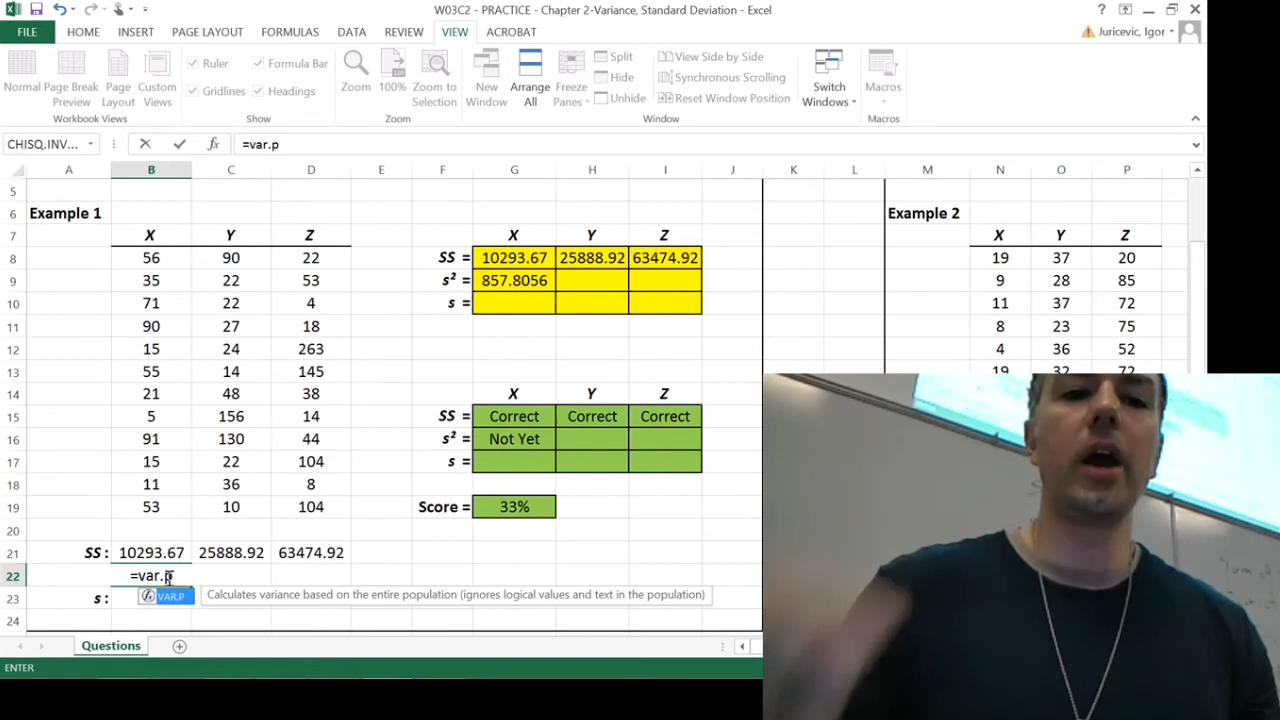 W03C2 - PRACTICE - Chapter 2-Variance, Standard Deviation - Excel
FILE HOME INSERT PAGE LAYOUT FORMULAS DATA REVIEW VIEW ACROBAT Juricevic, Igor
Normal Page Break Preview Page Layout Custom Views
Workbook Views
Ruler Formula Bar
Gridlines Headings
Show
Zoom 100% Zoom to Selection
Zoom
New Window Arrange All Freeze Panes
Split
Hide
Unhide
View Side by Side
Synchronous Scrolling
Reset Window Position
Window
Switch Windows
Macros
Macros
CHISQ.INV... fx =var.p
A B C D E F G H I J K L M N O P
5
6 Example 1 Example 2
7 X Y Z X Y Z X Y Z
8 56 90 22 SS = 10293.67 25888.92 63474.92 19 37 20
9 35 22 53 s² = 857.8056 9 28 85
10 71 22 4 s = 11 37 72
11 90 27 18 8 23 75
12 15 24 263 4 36 52
13 55 14 145 19 32 72
14 21 48 38 X Y Z
15 5 156 14 SS = Correct Correct Correct
16 91 130 44 s² = Not Yet
17 15 22 104 s =
18 11 36 8
19 53 10 104 Score = 33%
20
21 SS : 10293.67 25888.92 63474.92
22 =var.p
23 s : VAR.P Calculates variance based on the entire population (ignores logical values and text in the population)
24
Questions
ENTER